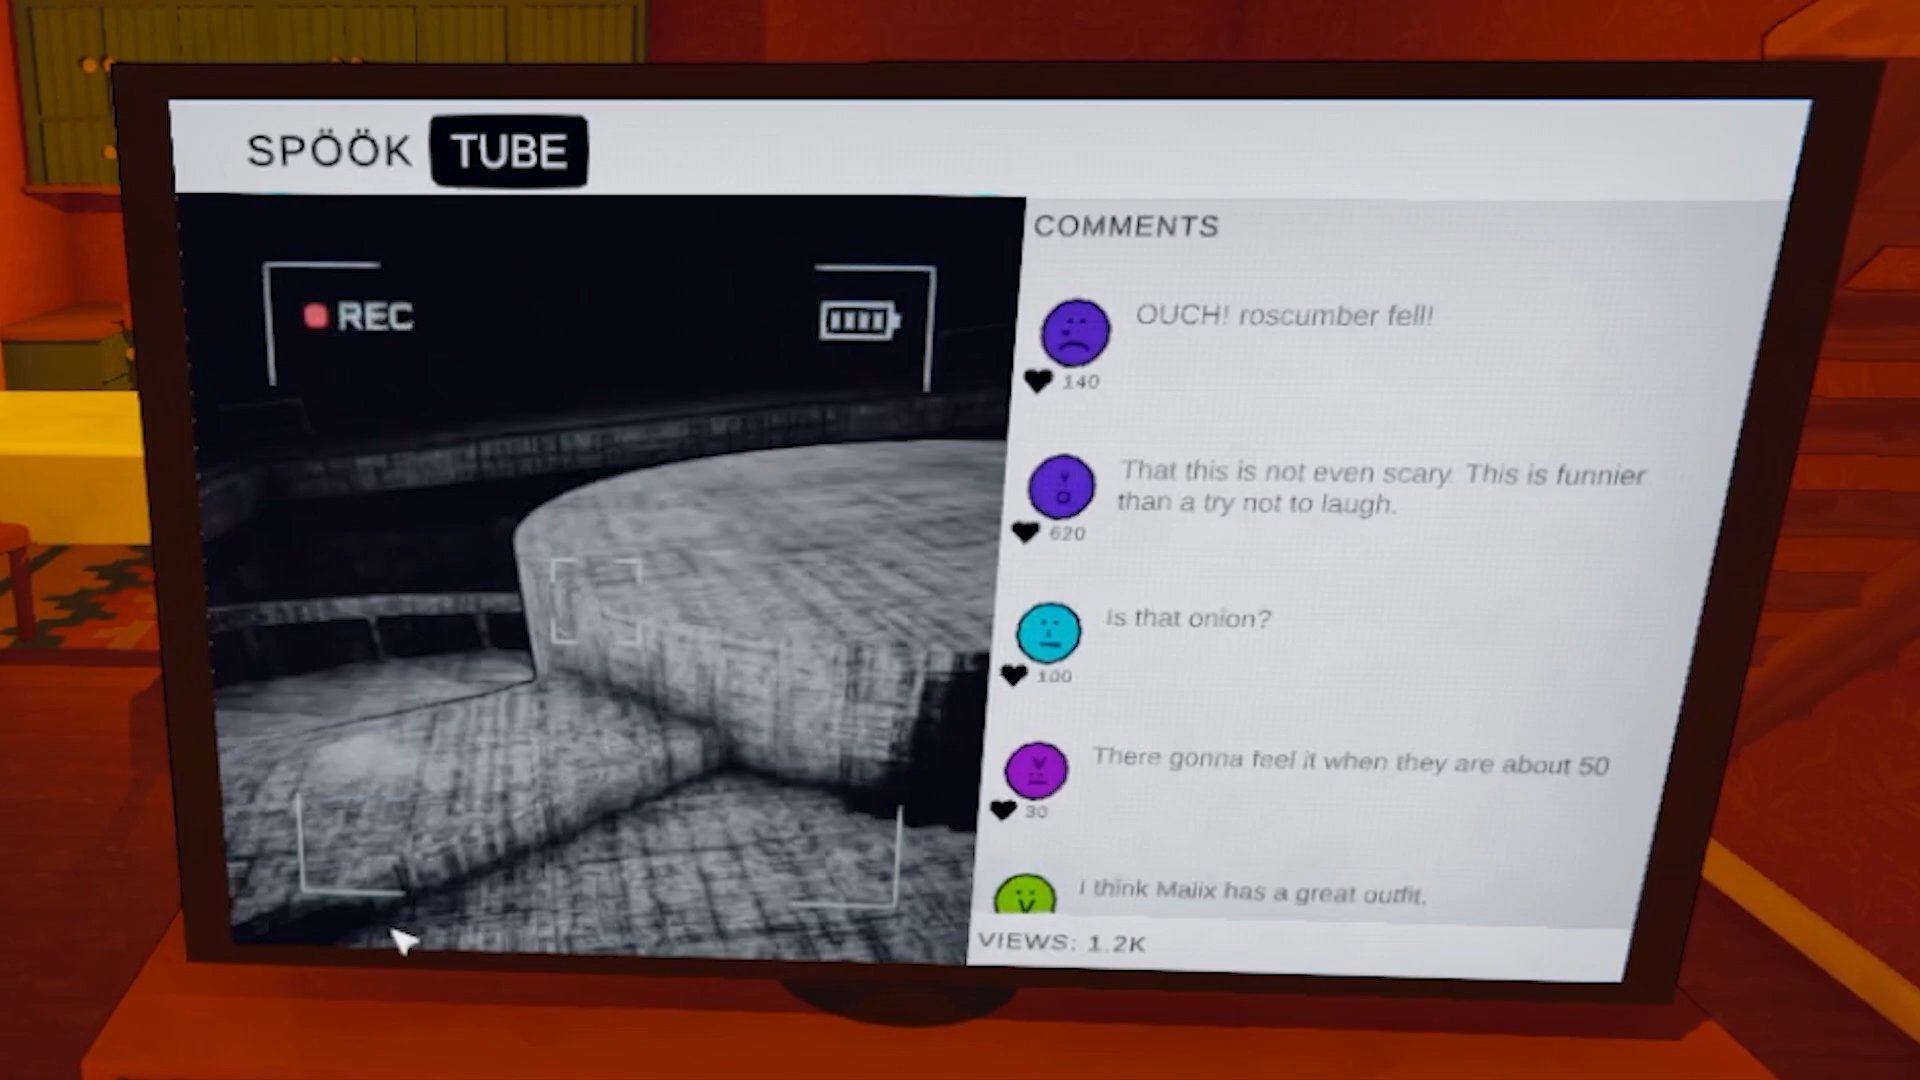 SPÖÖK TUBE
REC
COMMENTS
OUCH! roscumber fell!
140
That this is not even scary. This is funnier
than a try not to laugh.
620
Is that onion?
100
There gonna feel it when they are about 50
30
I think Malix has a great outfit.
VIEWS: 1.2K